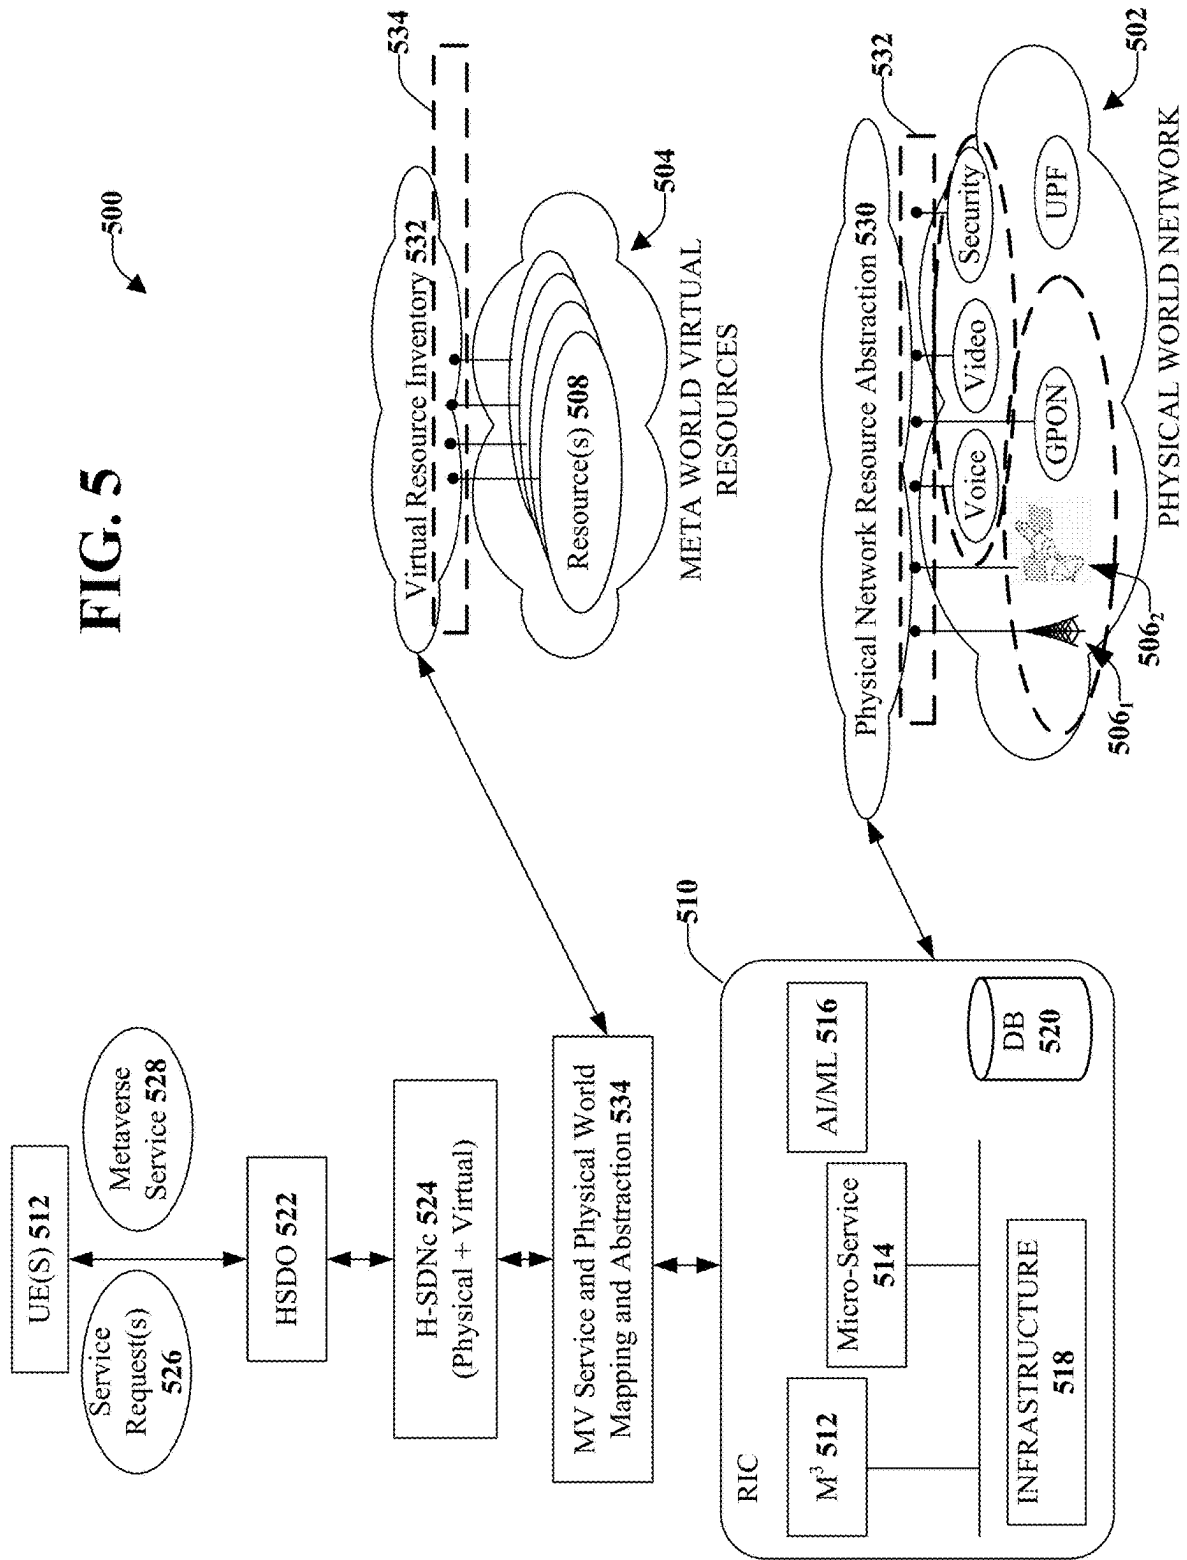 FIG. 5
500
UE(S) 512
Service
Request(s)
526
Metaverse
Service 528
HSDO 522
H-SDNc 524
(Physical + Virtual)
MV Service and Physical World
Mapping and Abstraction 534
RIC
510
M³ 512
Micro-Service
514
AI/ML 516
INFRASTRUCTURE
518
DB
520
534
Virtual Resource Inventory 532
Resource(s) 508
504
META WORLD VIRTUAL
RESOURCES
Physical Network Resource Abstraction 530
532
Voice
Video
Security
GPON
UPF
502
506₁
506₂
PHYSICAL WORLD NETWORK